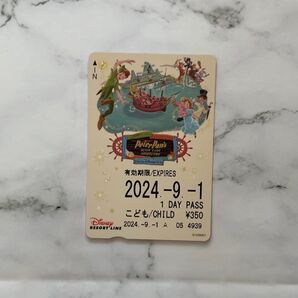 IN
Peter Pan's
有効期限/EXPIRES
2024.-9.-1
1 DAY PASS
こども/CHILD ¥350
2024.-9.-1 A 05 4939
Disney
RESORT LINE